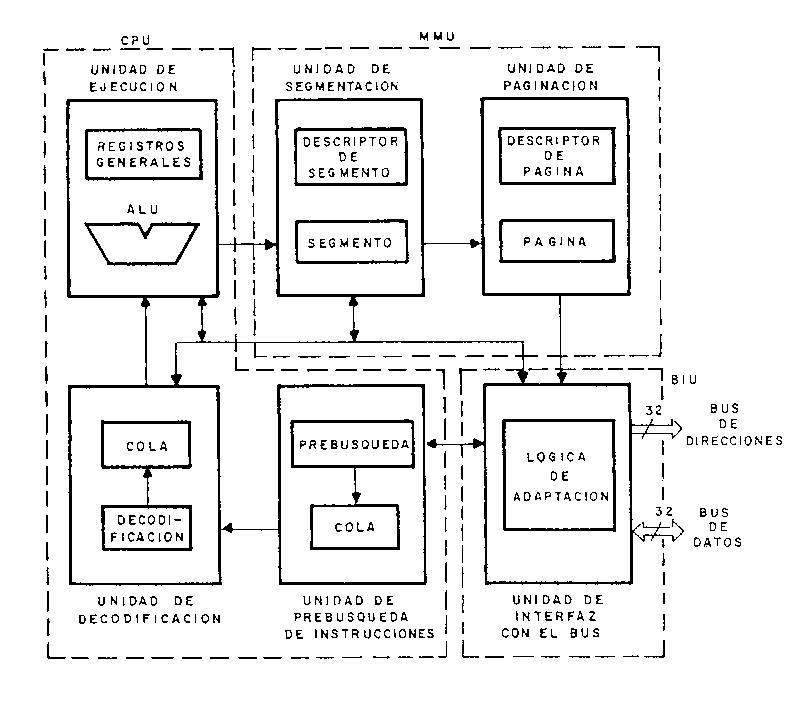 CPU
MMU
UNIDAD DE
EJECUCION
UNIDAD DE
SEGMENTACION
UNIDAD DE
PAGINACION
REGISTROS
GENERALES
ALU
DESCRIPTOR
DE
SEGMENTO
SEGMENTO
DESCRIPTOR
DE
PAGINA
PAGINA
BIU
COLA
DECODI-
FICACION
PREBUSQUEDA
COLA
LOGICA
DE
ADAPTACION
32
BUS
DE
DIRECCIONES
32
BUS
DE
DATOS
UNIDAD DE
DECODIFICACION
UNIDAD DE
PREBUSQUEDA
DE INSTRUCCIONES
UNIDAD DE
INTERFAZ
CON EL BUS